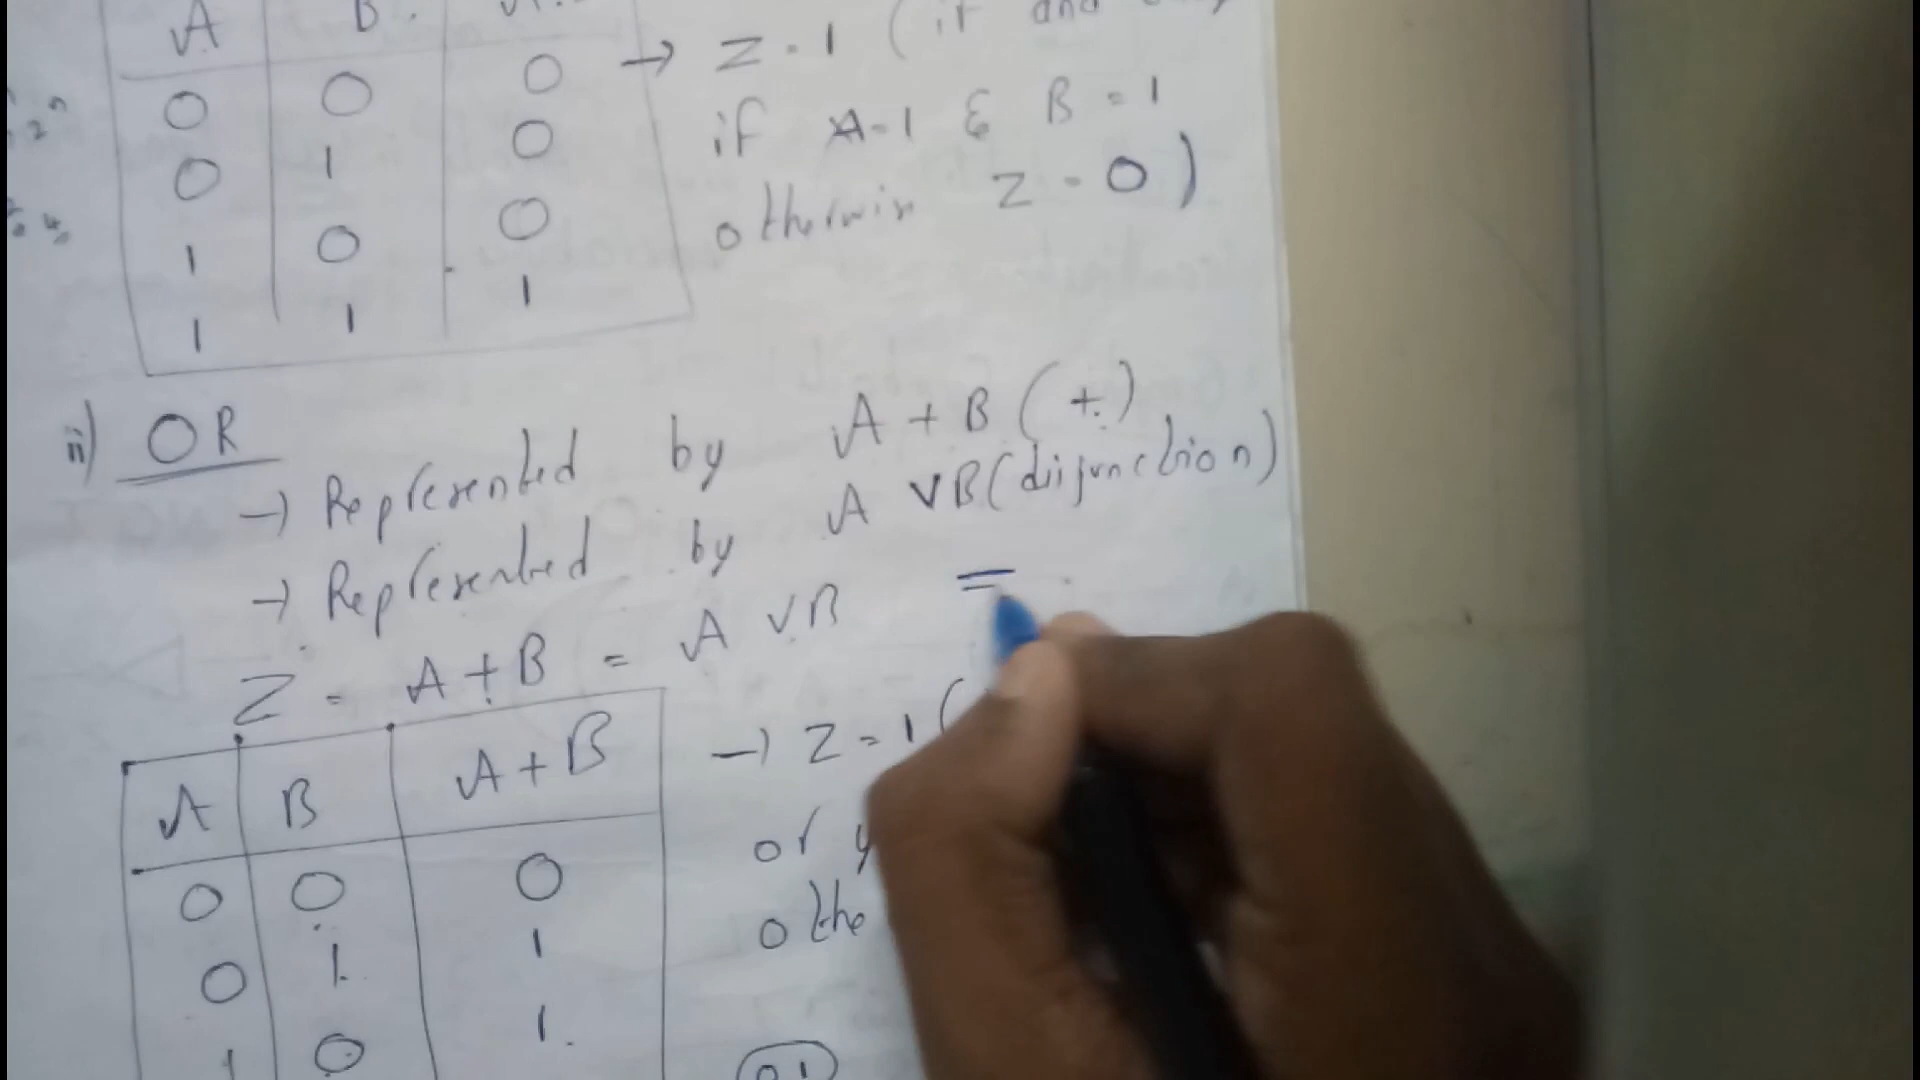 A B
0 0 0 → Z = 1 (if and
0 1 0 if A = 1 & B = 1
1 0 0 otherwise Z = 0)
1 1 1
ii) OR
→ Represented by A + B (+)
→ Represented by A ∨ B (disjunction)
Z = A + B = A ∨ B =
A B A + B → Z = 1 (
0 0 0 or
0 1 1 othe
1 0 1